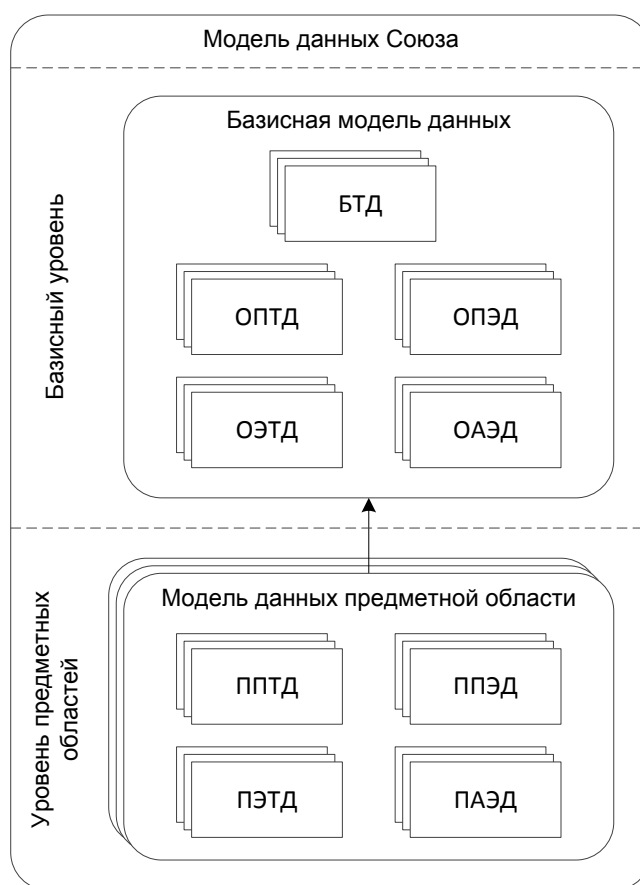 Модель данных Союза
Базисный уровень
Базисная модель данных
БТД
ОПТД
ОПЭД
ОЭТД
ОАЭД
Уровень предметных
областей
Модель данных предметной области
ППТД
ППЭД
ПЭТД
ПАЭД